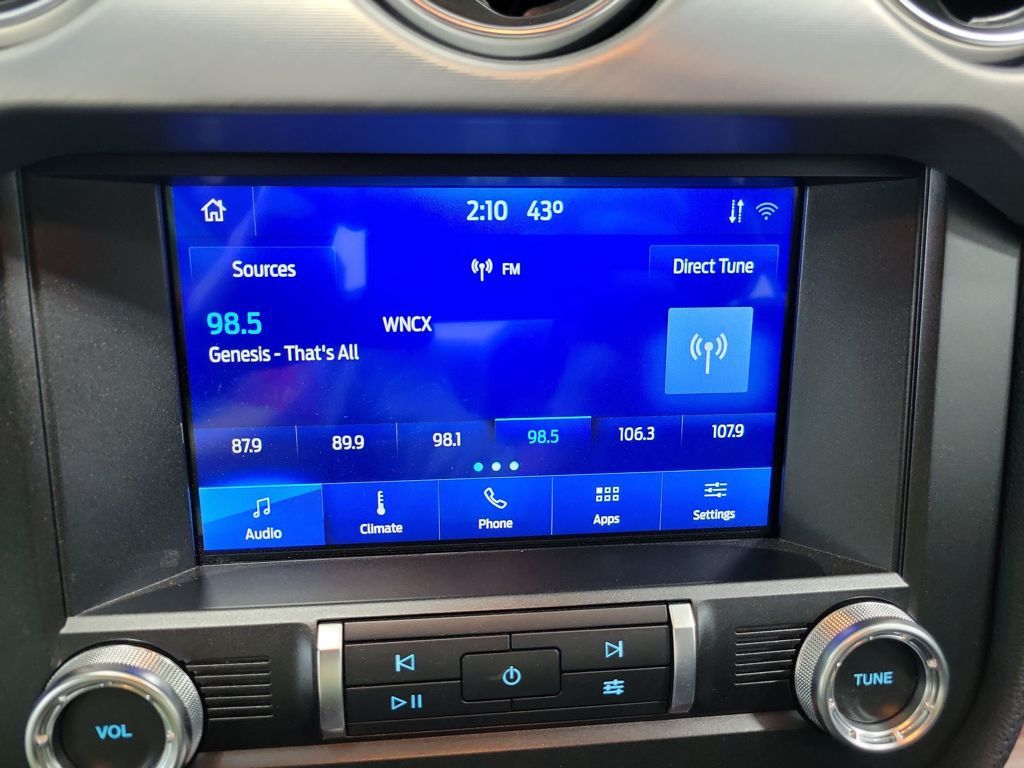 2:10 43º
Sources FM Direct Tune
98.5 WNCX
Genesis - That's All
87.9 89.9 98.1 98.5 106.3 107.9
Audio Climate Phone Apps Settings
VOL TUNE